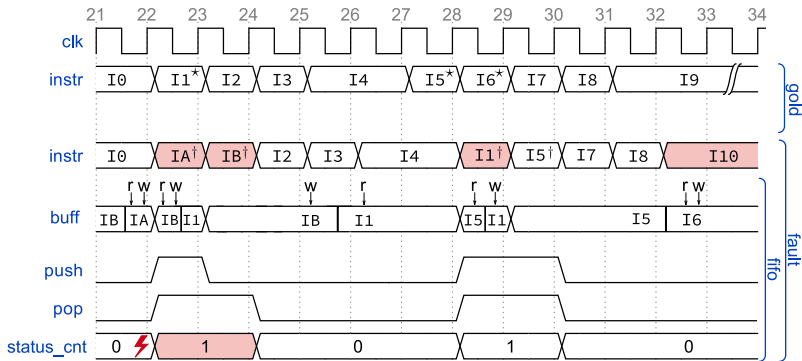 21 22 23 24 25 26 27 28 29 30 31 32 33 34
clk
instr I0 I1★ I2 I3 I4 I5★ I6★ I7 I8 I9
gold
instr I0 IA† IB† I2 I3 I4 I1† I5† I7 I8 I10
r w r w w r r w r w
buff IB IA IB I1 IB I1 I5 I1 I5 I6
push
pop
status_cnt 0 1 0 1 0
fifo
fault